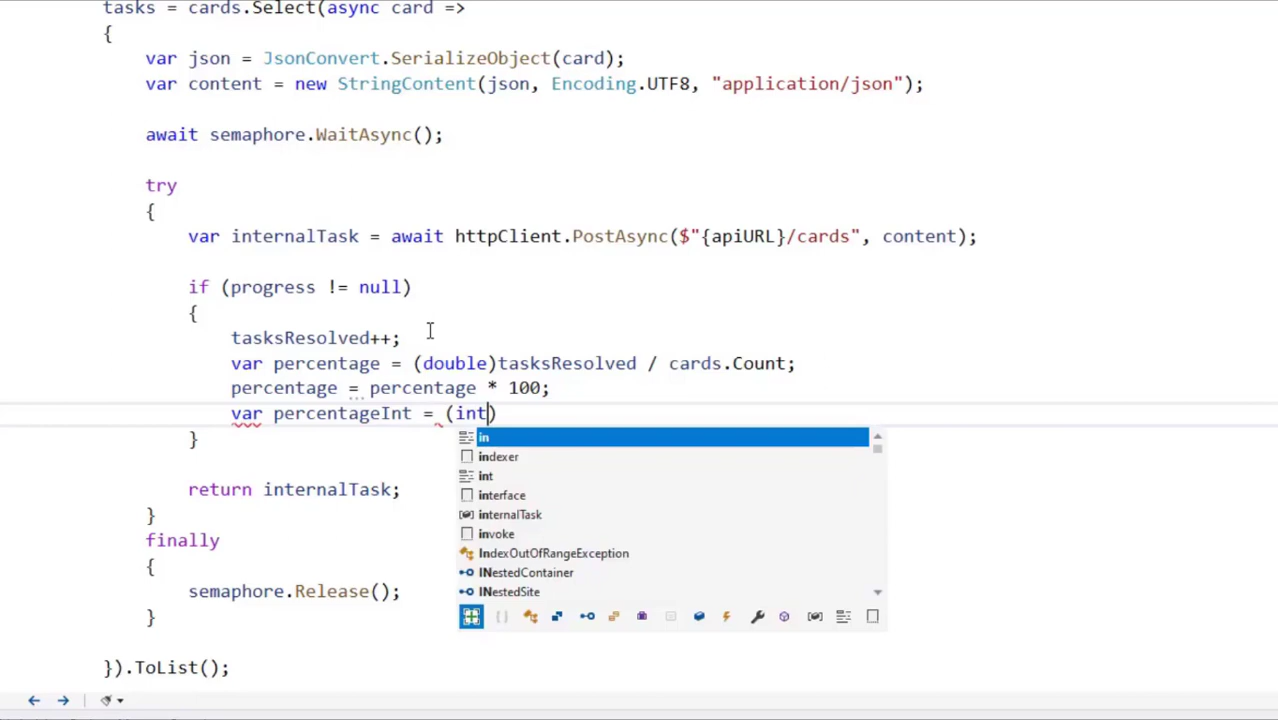 tasks = cards.Select(async card =>
{
var json = JsonConvert.SerializeObject(card);
var content = new StringContent(json, Encoding.UTF8, "application/json");
await semaphore.WaitAsync();
try
{
var internalTask = await httpClient.PostAsync($"{apiURL}/cards", content);
if (progress != null)
{
tasksResolved++;
var percentage = (double)tasksResolved / cards.Count;
percentage = percentage * 100;
var percentageInt = (int)
}
in
indexer
int
interface
internalTask
invoke
IndexOutOfRangeException
INestedContainer
INestedSite
return internalTask;
}
finally
{
semaphore.Release();
}
}).ToList();